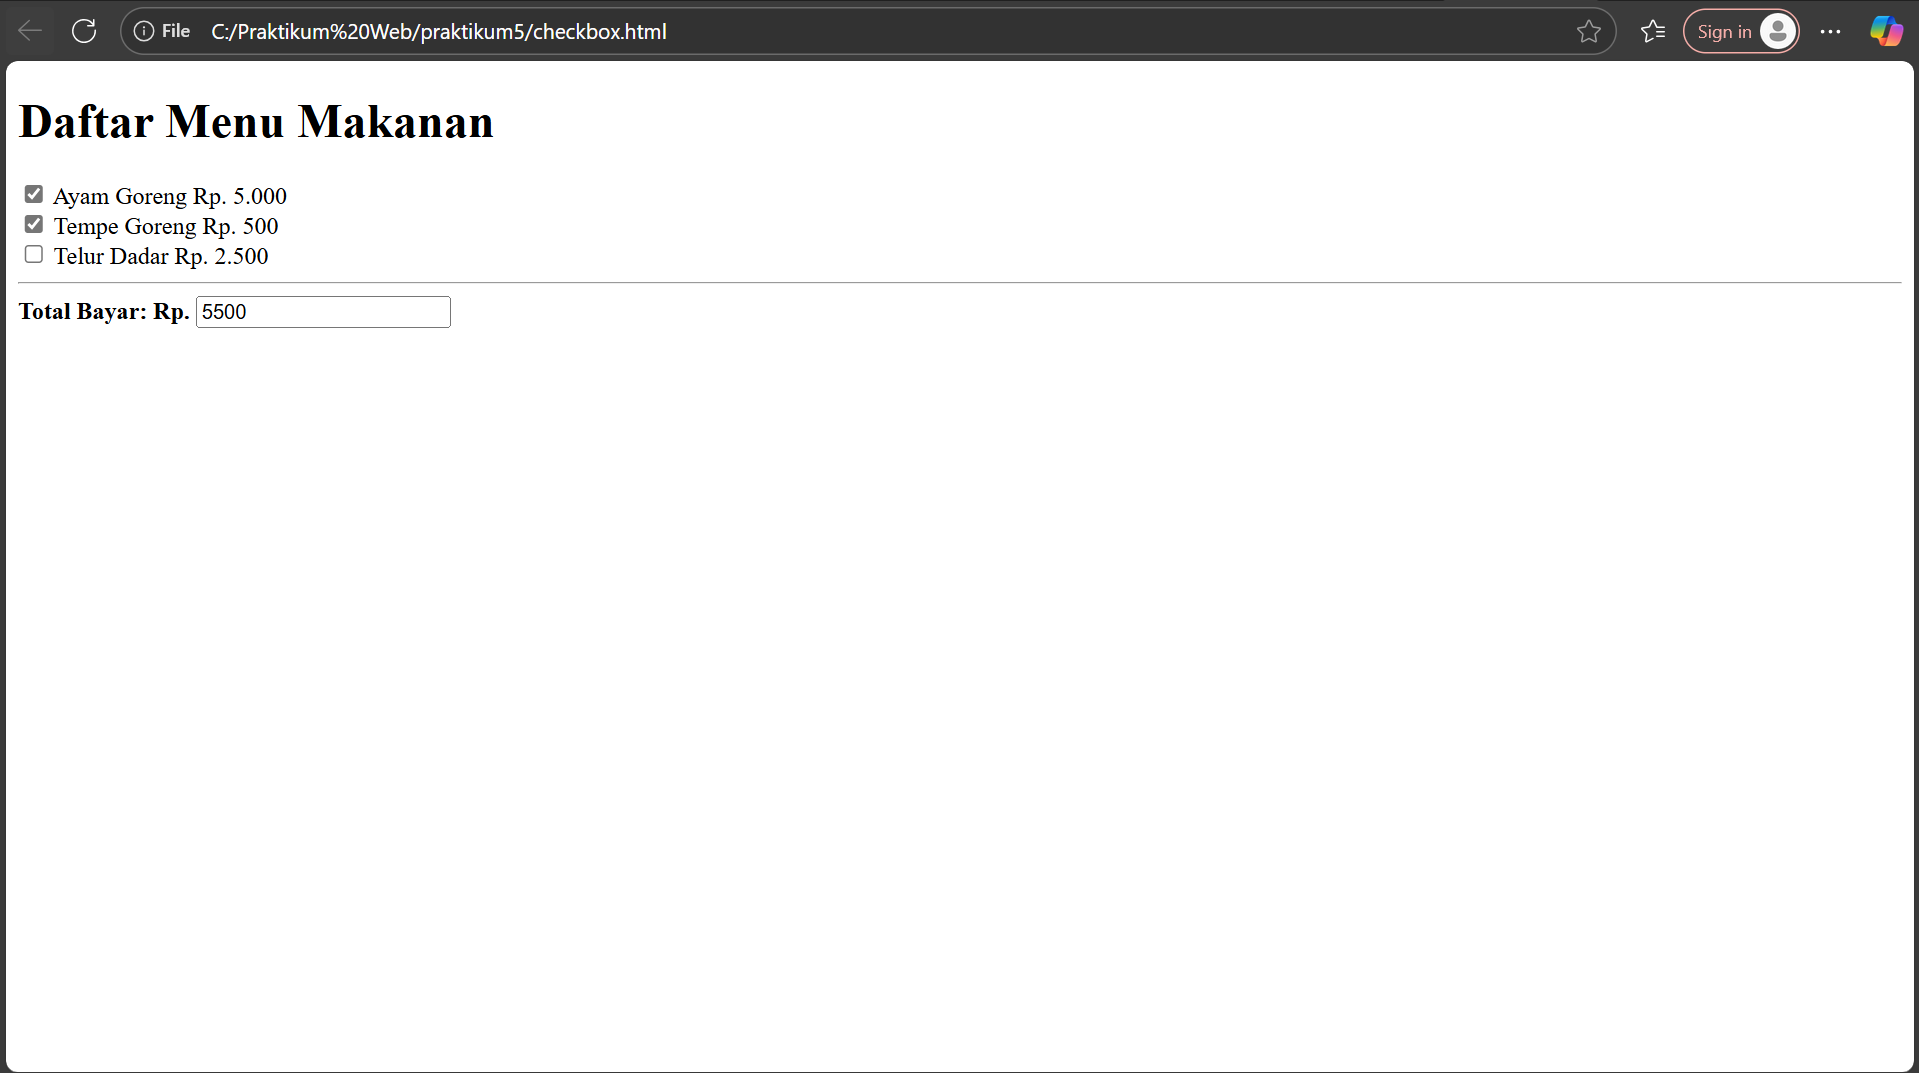 File C:/Praktikum%20Web/praktikum5/checkbox.html Sign in
Daftar Menu Makanan
Ayam Goreng Rp. 5.000
Tempe Goreng Rp. 500
Telur Dadar Rp. 2.500
Total Bayar: Rp. 5500